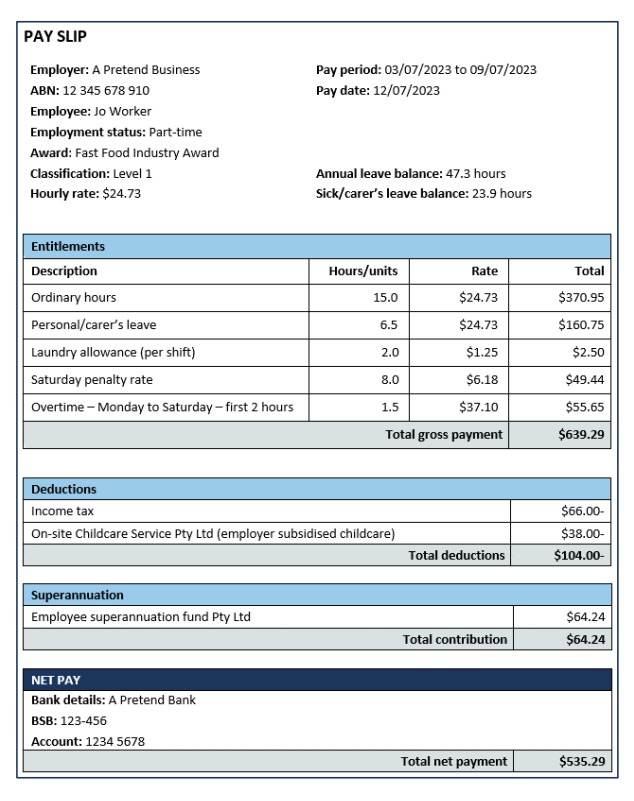 PAY SLIP
Employer: A Pretend Business
Pay period: 03/07/2023 to 09/07/2023
ABN: 12 345 678 910
Pay date: 12/07/2023
Employee: Jo Worker
Employment status: Part-time
Award: Fast Food Industry Award
Classification: Level 1
Annual leave balance: 47.3 hours
Hourly rate: $24.73
Sick/carer’s leave balance: 23.9 hours
Entitlements
Description Hours/units Rate Total
Ordinary hours 15.0 $24.73 $370.95
Personal/carer’s leave 6.5 $24.73 $160.75
Laundry allowance (per shift) 2.0 $1.25 $2.50
Saturday penalty rate 8.0 $6.18 $49.44
Overtime – Monday to Saturday – first 2 hours 1.5 $37.10 $55.65
Total gross payment $639.29
Deductions
Income tax $66.00-
On-site Childcare Service Pty Ltd (employer subsidised childcare) $38.00-
Total deductions $104.00-
Superannuation
Employee superannuation fund Pty Ltd $64.24
Total contribution $64.24
NET PAY
Bank details: A Pretend Bank
BSB: 123-456
Account: 1234 5678
Total net payment $535.29